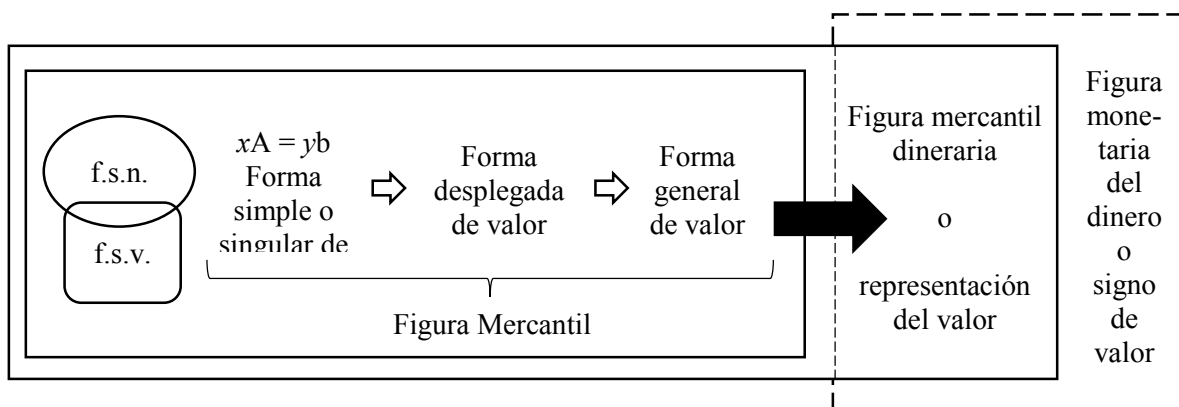 f.s.n.
f.s.v.
xA = yb
Forma
simple o
singular de
Forma
desplegada
de valor
Forma
general
de valor
Figura Mercantil
Figura mercantil
dineraria
o
representación
del valor
Figura
mone-
taria
del
dinero
o
signo
de
valor